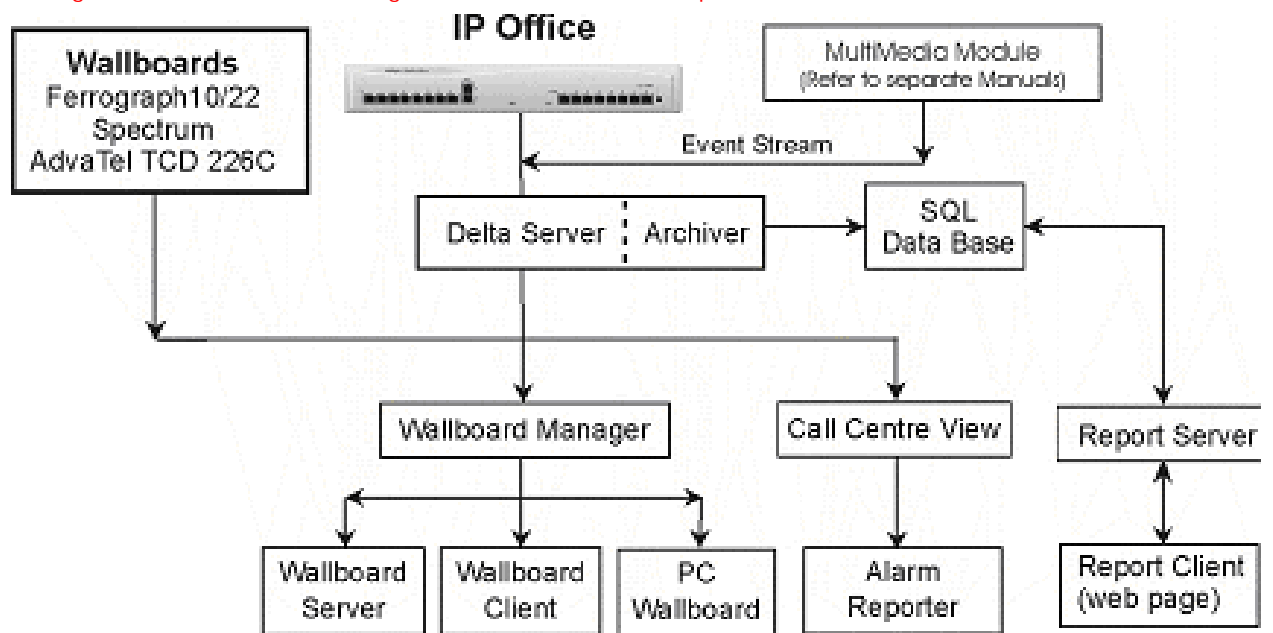 IP Office
Wallboards
Ferrograph10/22
Spectrum
AdvaTel TCD 226C
MultiMedia Module
(Refer to separate Manuals)
Event Stream
Delta Server
Archiver
SQL
Data Base
Wallboard Manager
Call Centre View
Report Server
Wallboard
Server
Wallboard
Client
PC
Wallboard
Alarm
Reporter
Report Client
(web page)